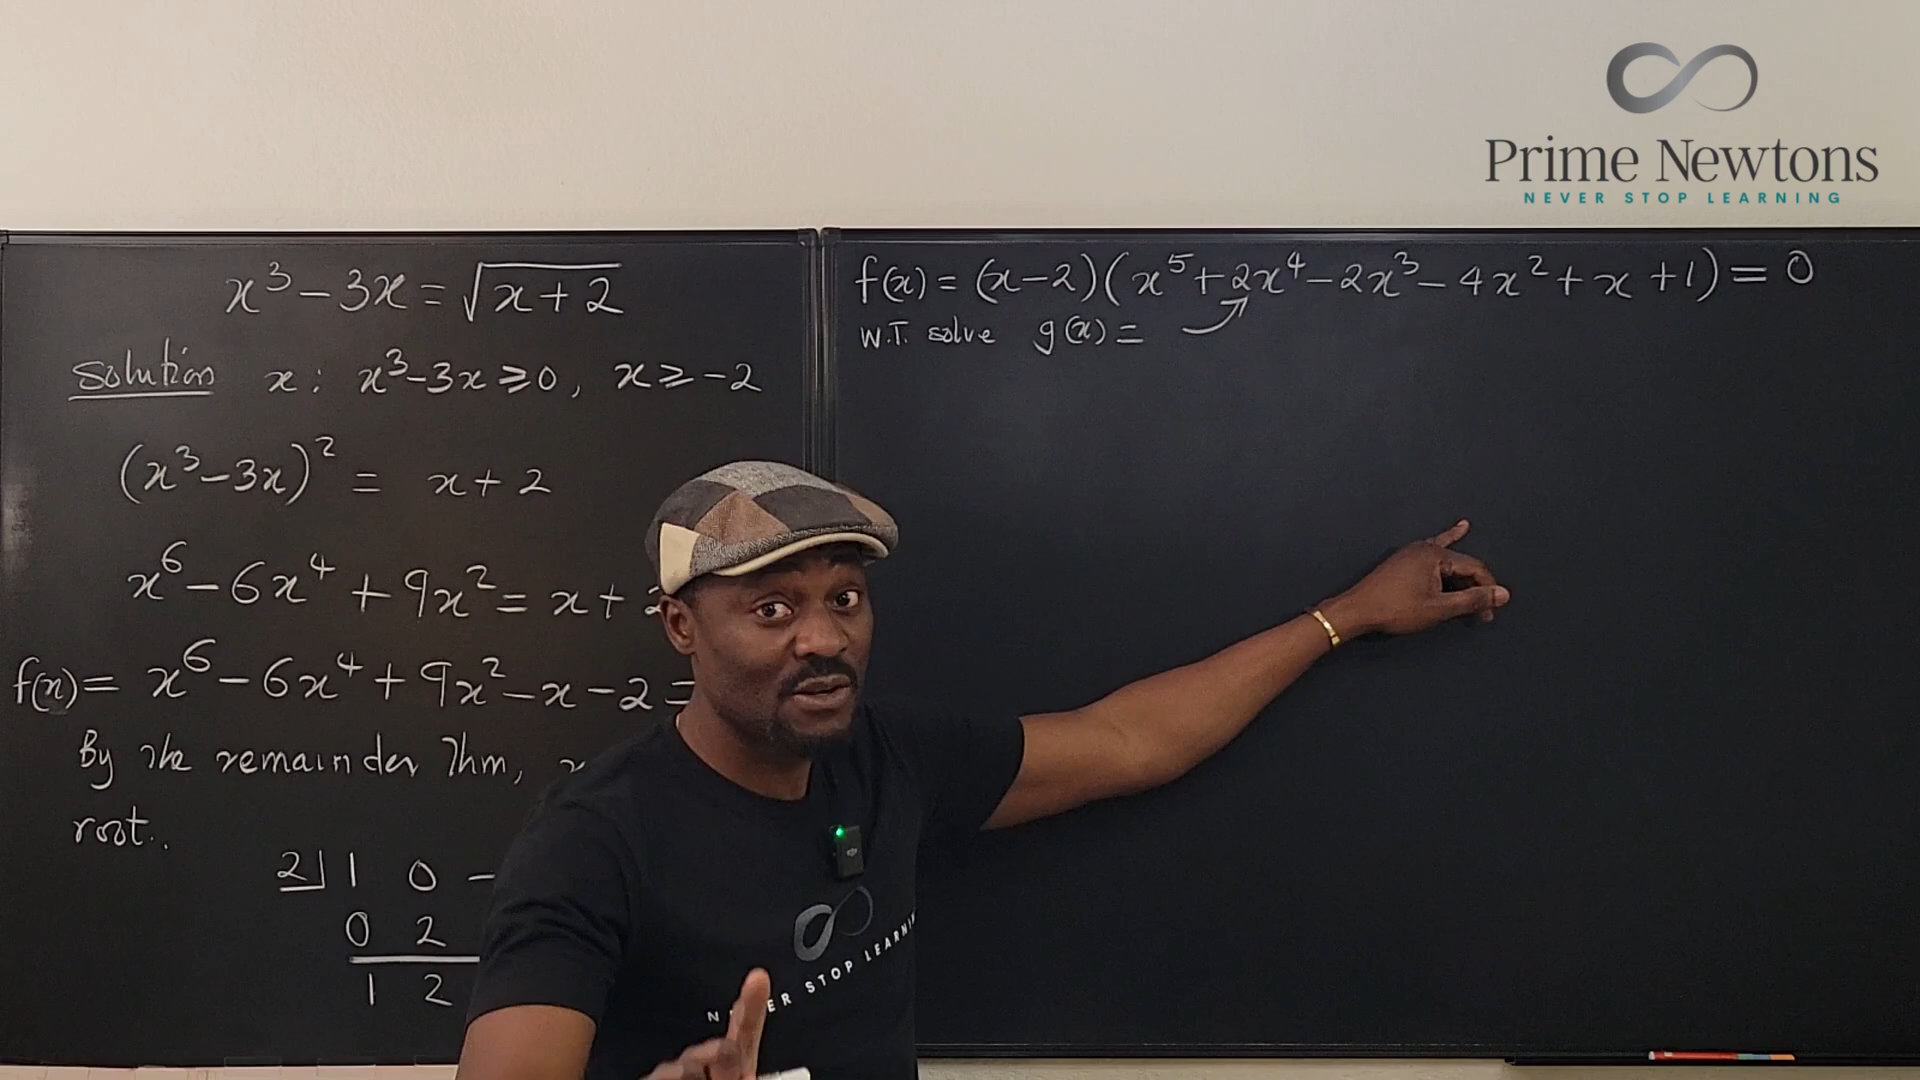 Prime Newtons
NEVER STOP LEARNING
x³ - 3x = √(x + 2)
Solution x : x³ - 3x ≥ 0, x ≥ -2
(x³ - 3x)² = x + 2
x⁶ - 6x⁴ + 9x² = x +
f(x) = x⁶ - 6x⁴ + 9x² - x - 2 =
By the remainder Thm,
root.
2⌋ 1 0 -
0 2
1 2
f(x) = (x - 2)(x⁵ + 2x⁴ - 2x³ - 4x² + x + 1) = 0
W.T. solve g(x) =
STOP LEARNIN